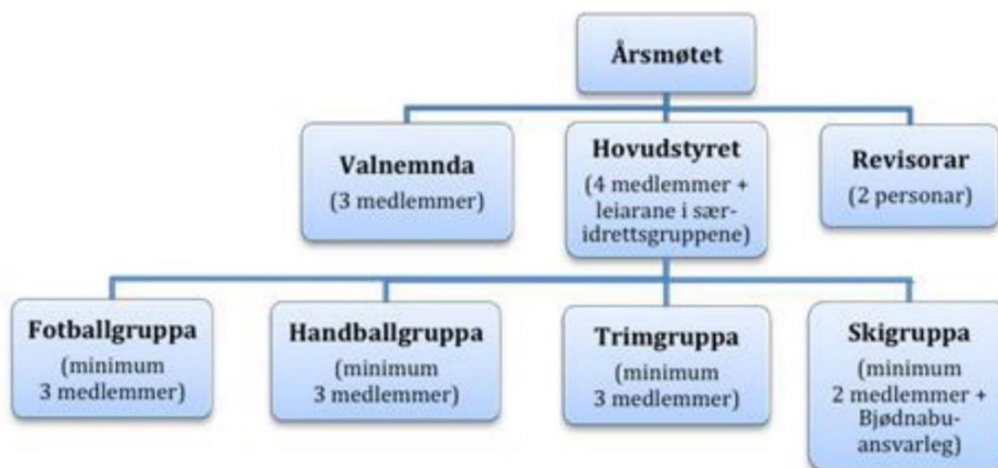 Årsmøtet
Valnemnda
(3 medlemmer)
Hovudstyret
(4 medlemmer +
leiarane i sær-
idrettsgruppene)
Revisorar
(2 personar)
Fotballgruppa
(minimum
3 medlemmer)
Handballgruppa
(minimum
3 medlemmer)
Trimgruppa
(minimum
3 medlemmer)
Skigruppa
(minimum
2 medlemmer +
Bjødnabu-
ansvarleg)